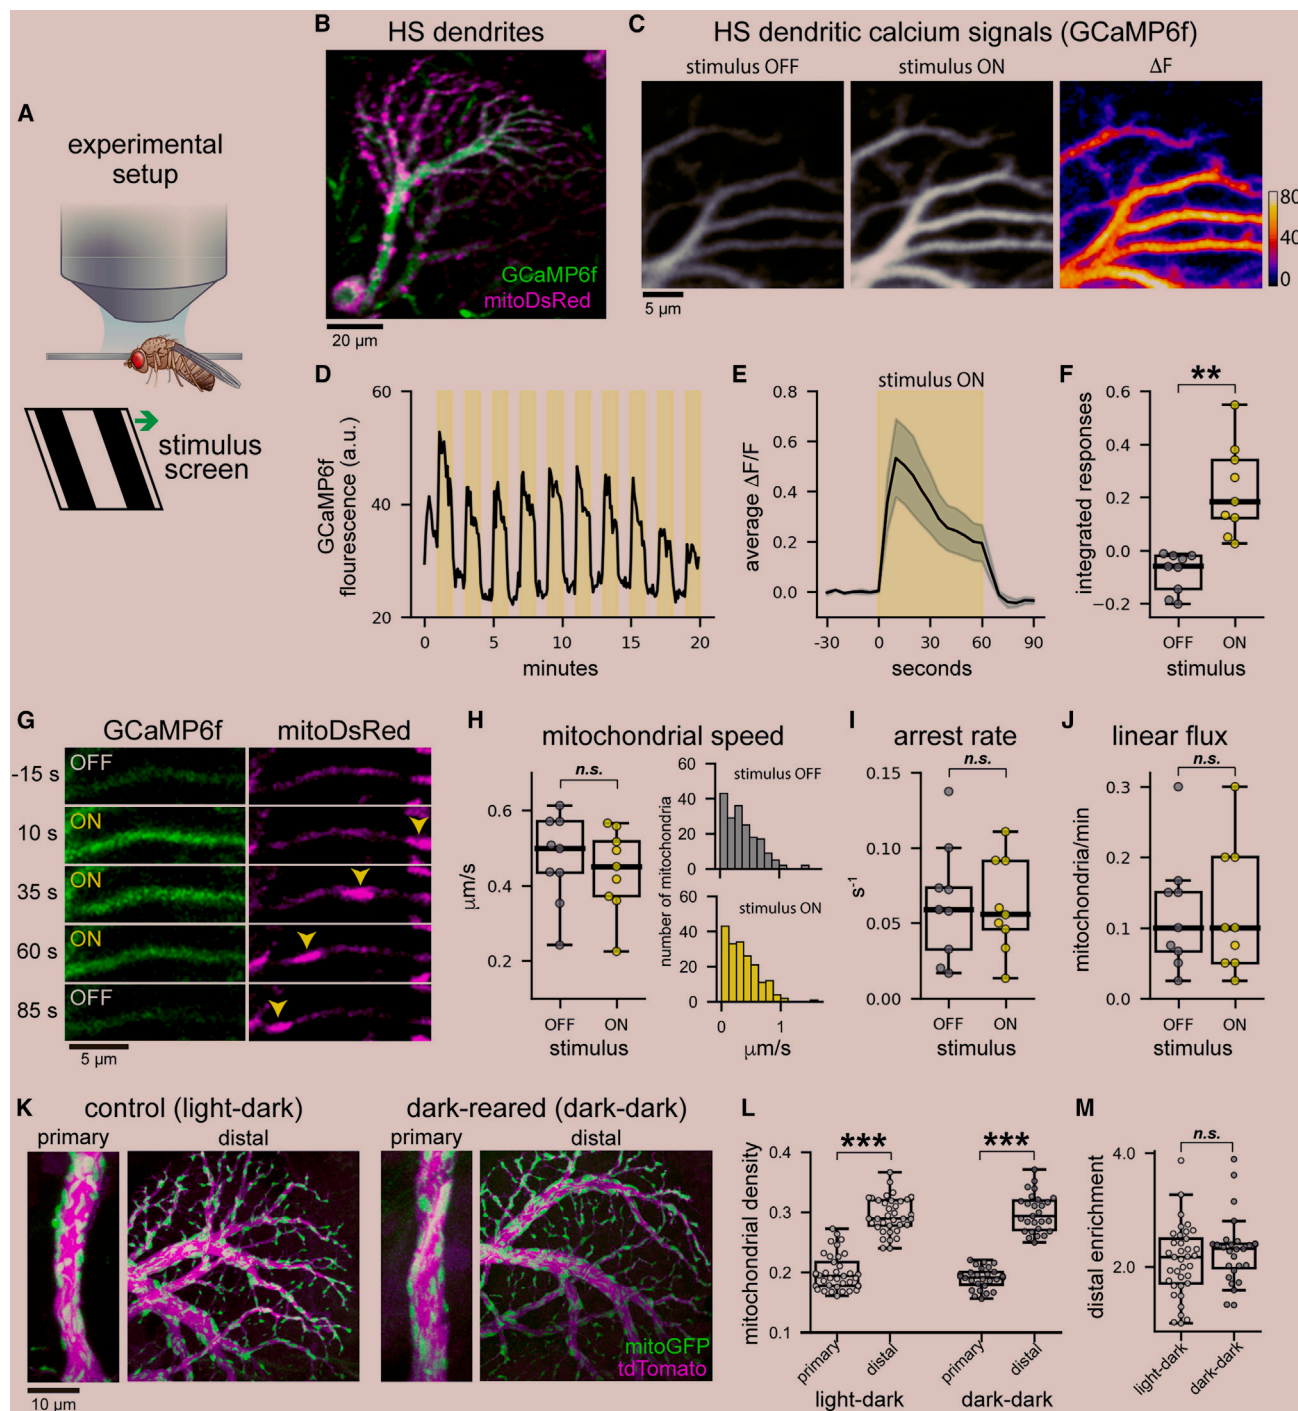 A
experimental
setup
stimulus
screen
B
HS dendrites
GCaMP6f
mitoDsRed
20 µm
C
HS dendritic calcium signals (GCaMP6f)
stimulus OFF
stimulus ON
ΔF
80
40
0
5 µm
D
GCaMP6f
flourescence (a.u.)
60
40
20
0
5
10
15
20
minutes
E
stimulus ON
average ΔF/F
0.8
0.6
0.4
0.2
0.0
-30
0
30
60
90
seconds
F
**
integrated responses
0.6
0.4
0.2
0.0
−0.2
OFF
ON
stimulus
G
GCaMP6f
mitoDsRed
-15 s
OFF
10 s
ON
35 s
ON
60 s
ON
85 s
OFF
5 µm
H
mitochondrial speed
n.s.
µm/s
0.6
0.4
0.2
OFF
ON
stimulus
number of mitochondria
60
40
20
0
stimulus OFF
60
40
20
0
stimulus ON
0
1
µm/s
I
arrest rate
n.s.
s-1
0.15
0.10
0.05
0.00
OFF
ON
stimulus
J
linear flux
n.s.
mitochondria/min
0.3
0.2
0.1
0.0
OFF
ON
stimulus
K
control (light-dark)
primary
distal
dark-reared (dark-dark)
primary
distal
mitoGFP
tdTomato
10 µm
L
mitochondrial density
0.4
0.3
0.2
0.1
***
***
primary
distal
primary
distal
light-dark
dark-dark
M
n.s.
distal enrichment
4.0
2.0
light-dark
dark-dark